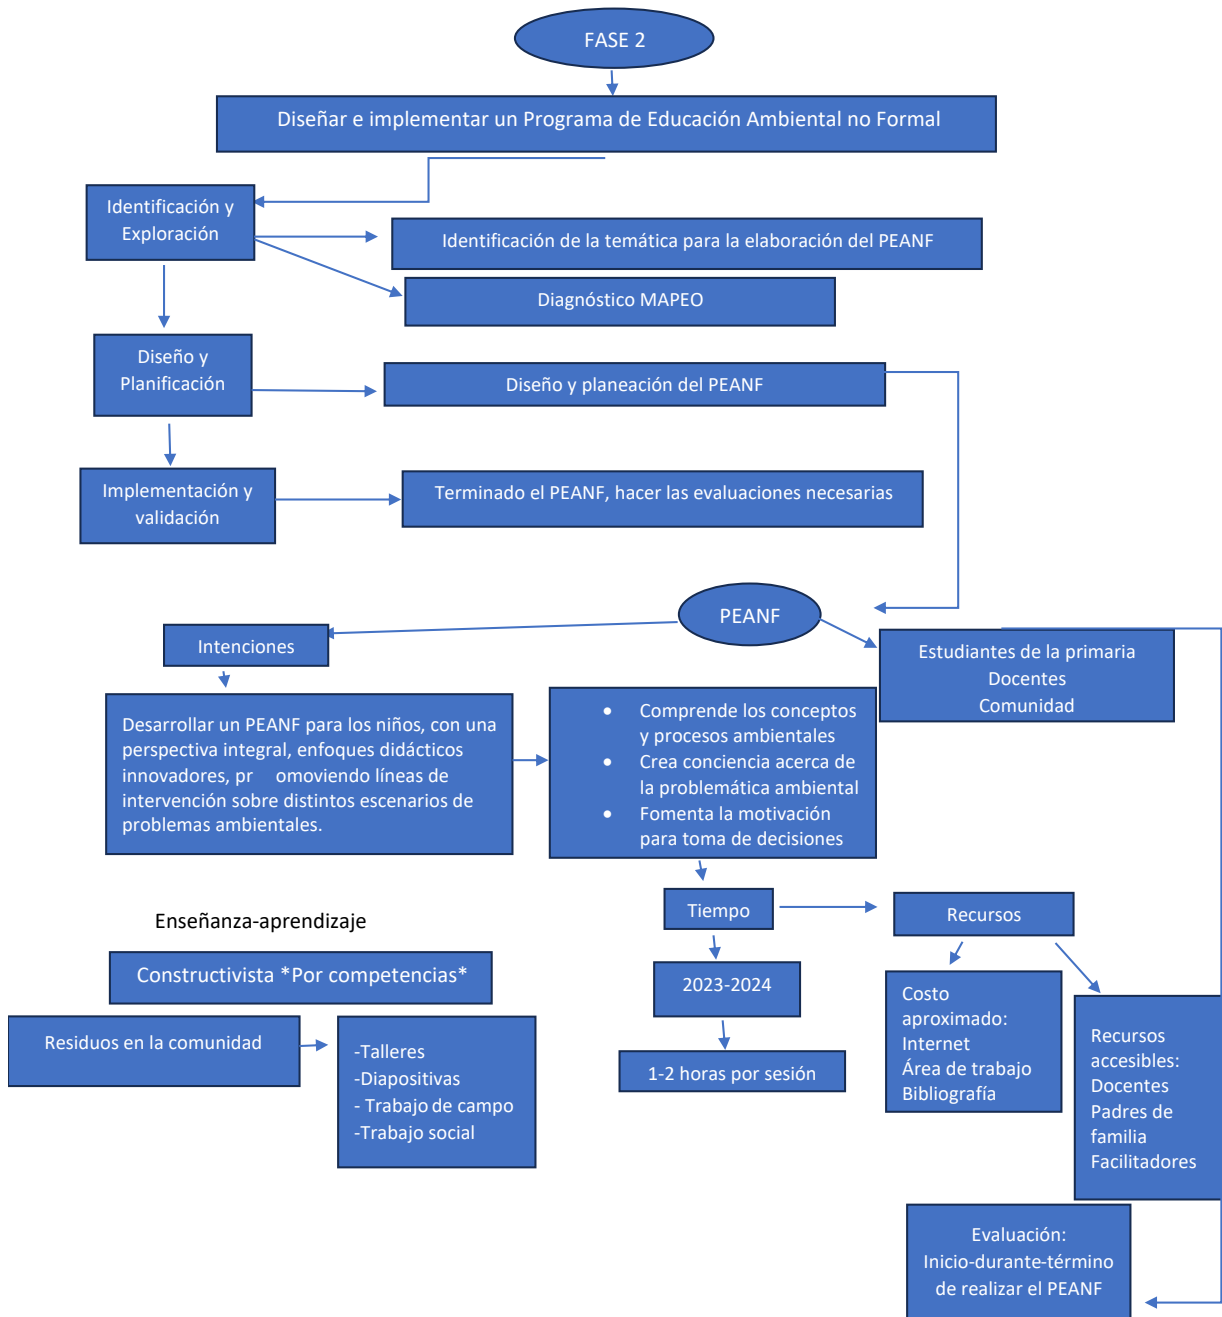 FASE 2
Diseñar e implementar un Programa de Educación Ambiental no Formal
Identificación y
Exploración
Identificación de la temática para la elaboración del PEANF
Diagnóstico MAPEO
Diseño y
Planificación
Diseño y planeación del PEANF
Implementación y
validación
Terminado el PEANF, hacer las evaluaciones necesarias
PEANF
Intenciones
Estudiantes de la primaria
Docentes
Comunidad
Desarrollar un PEANF para los niños, con una
perspectiva integral, enfoques didácticos
innovadores, pr omoviendo líneas de
intervención sobre distintos escenarios de
problemas ambientales.
• Comprende los conceptos
y procesos ambientales
• Crea conciencia acerca de
la problemática ambiental
• Fomenta la motivación
para toma de decisiones
Tiempo
Recursos
Enseñanza-aprendizaje
Constructivista *Por competencias*
2023-2024
Costo
aproximado:
Internet
Área de trabajo
Bibliografía
Recursos
accesibles:
Docentes
Padres de
familia
Facilitadores
Residuos en la comunidad
-Talleres
-Diapositivas
- Trabajo de campo
-Trabajo social
1-2 horas por sesión
Evaluación:
Inicio-durante-término
de realizar el PEANF